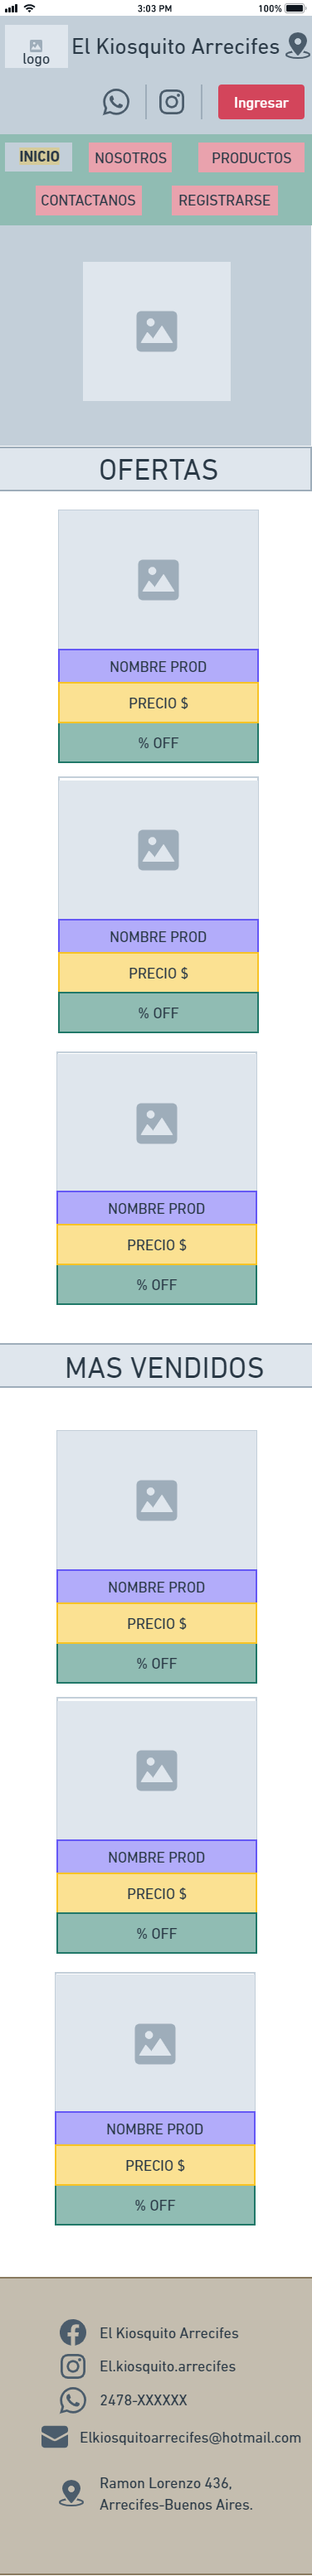 3:03 PM
100%
logo
El Kiosquito Arrecifes
Ingresar
INICIO
NOSOTROS
PRODUCTOS
CONTACTANOS
REGISTRARSE
OFERTAS
NOMBRE PROD
PRECIO $
% OFF
NOMBRE PROD
PRECIO $
% OFF
NOMBRE PROD
PRECIO $
% OFF
MAS VENDIDOS
NOMBRE PROD
PRECIO $
% OFF
NOMBRE PROD
PRECIO $
% OFF
NOMBRE PROD
PRECIO $
% OFF
El Kiosquito Arrecifes
El.kiosquito.arrecifes
2478-XXXXXX
Elkiosquitoarrecifes@hotmail.com
Ramon Lorenzo 436,
Arrecifes-Buenos Aires.